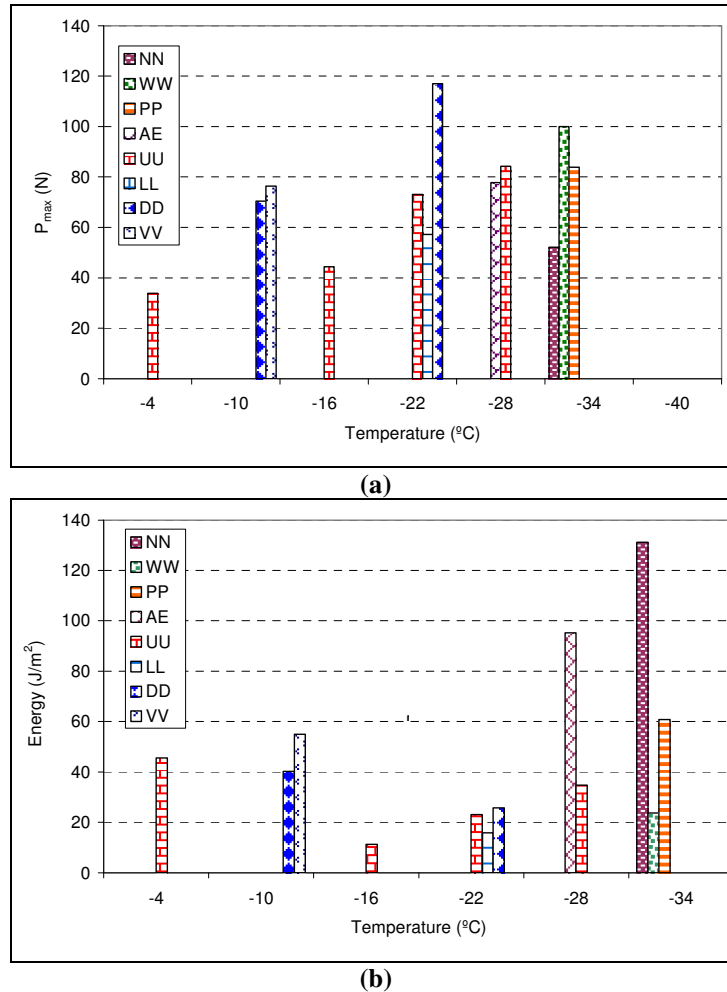 140
120
100
80
60
40
20
0
P_max (N)
NN
WW
PP
AE
UU
LL
DD
VV
-4 -10 -16 -22 -28 -34 -40
Temperature (ºC)
(a)
140
120
100
80
60
40
20
0
Energy (J/m²)
NN
WW
PP
AE
UU
LL
DD
VV
-4 -10 -16 -22 -28 -34
Temperature (ºC)
(b)